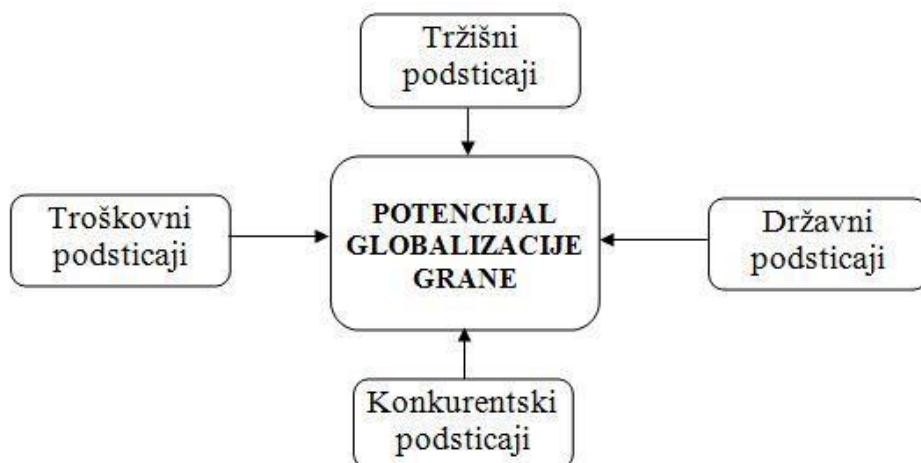 Tržišni
podsticaji
Troškovni
podsticaji
POTENCIJAL
GLOBALIZACIJE
GRANE
Državni
podsticaji
Konkurentski
podsticaji